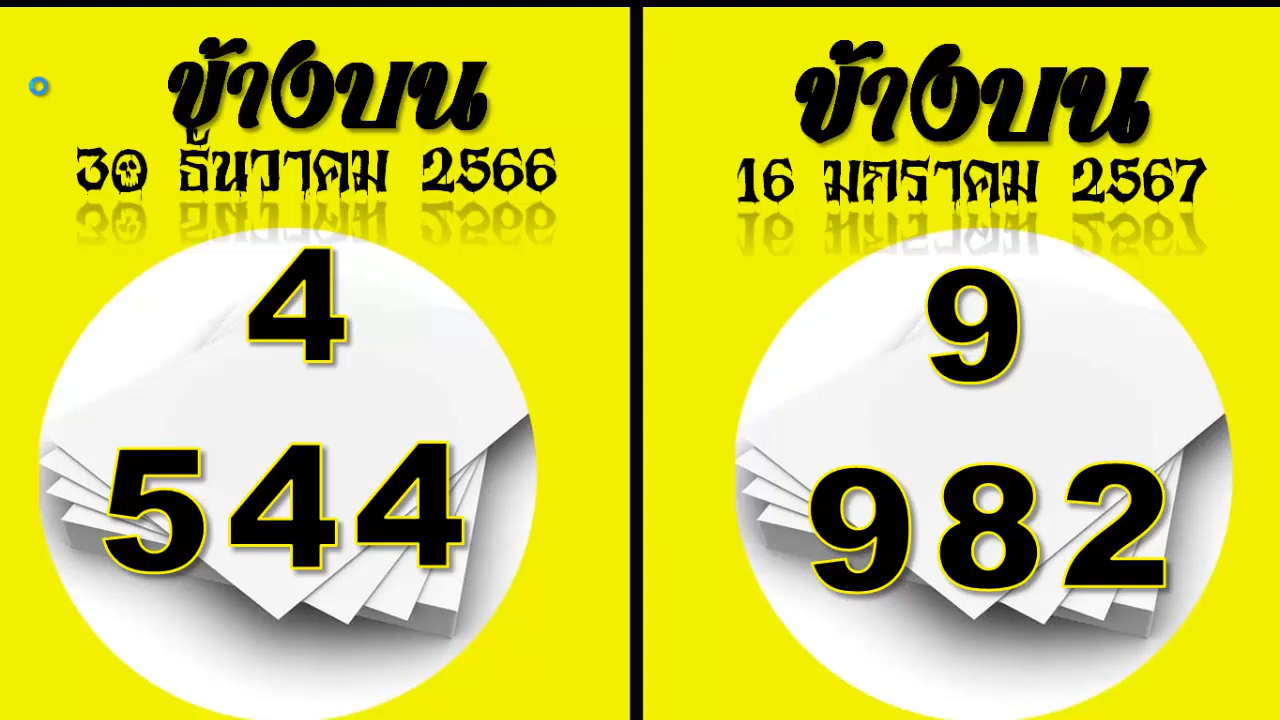 ข้างบน
30 ธันวาคม 2566
4
544
ข้างบน
16 มกราคม 2567
9
982